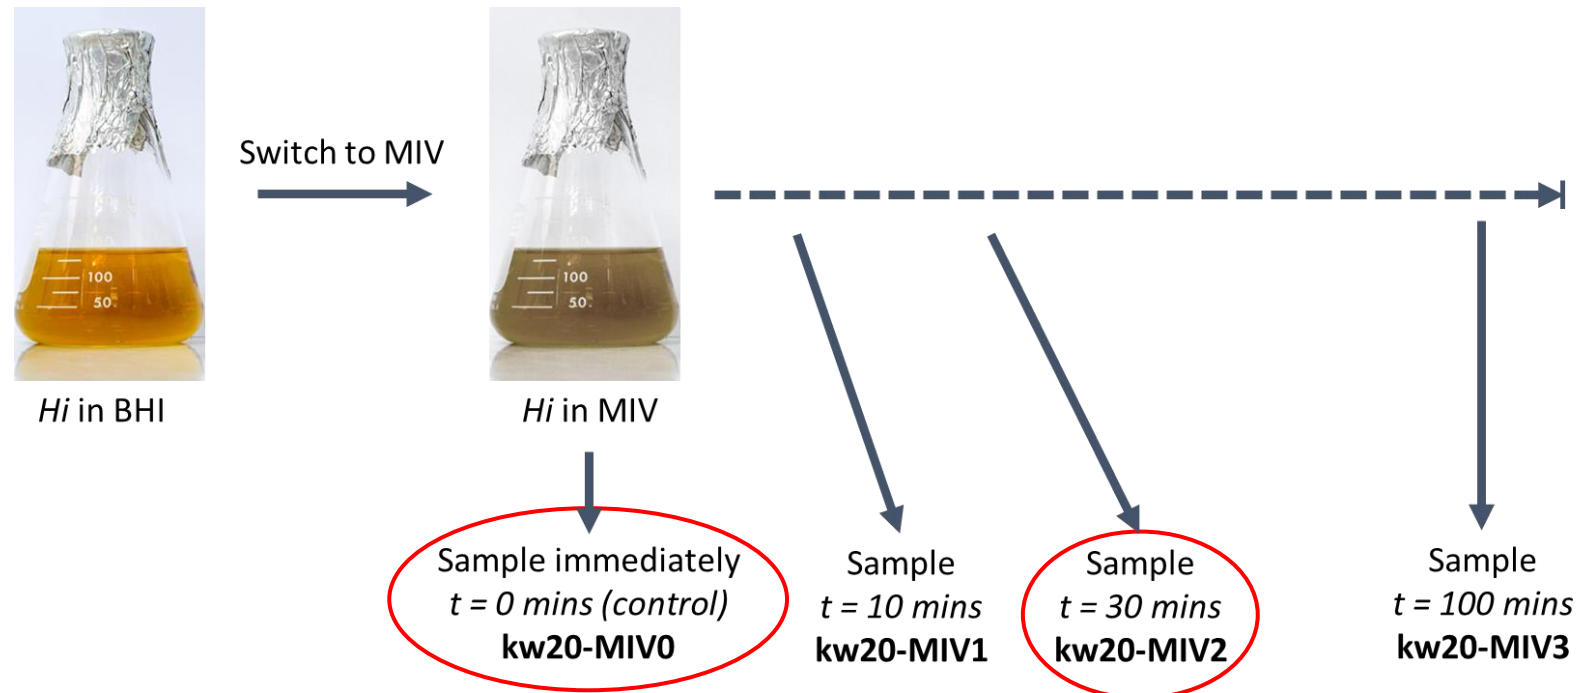 Switch to MIV
100
50
100
50
Hi in BHI
Hi in MIV
Sample immediately
t = 0 mins (control)
kw20-MIV0
Sample
t = 10 mins
kw20-MIV1
Sample
t = 30 mins
kw20-MIV2
Sample
t = 100 mins
kw20-MIV3